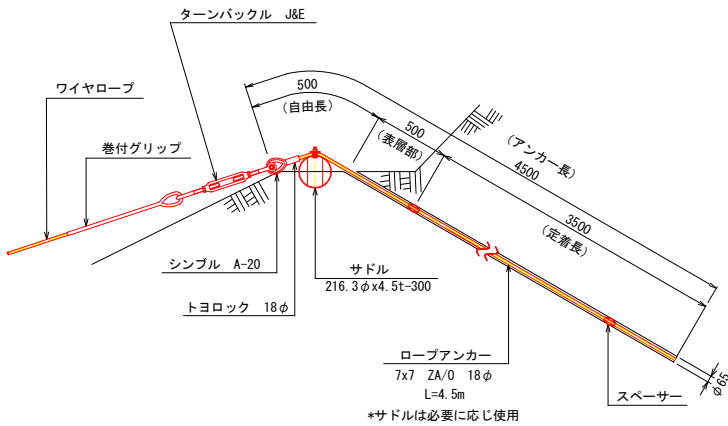 ターンバックル J&E
ワイヤロープ
巻付グリップ
500
(自由長)
500
(表層部)
(アンカー長)
4500
3500
(定着長)
シンブル A-20
トヨロック 18φ
サドル
216.3φx4.5t-300
ロープアンカー
7x7 ZA/O 18φ
L=4.5m
*サドルは必要に応じ使用
スペーサー
φ65